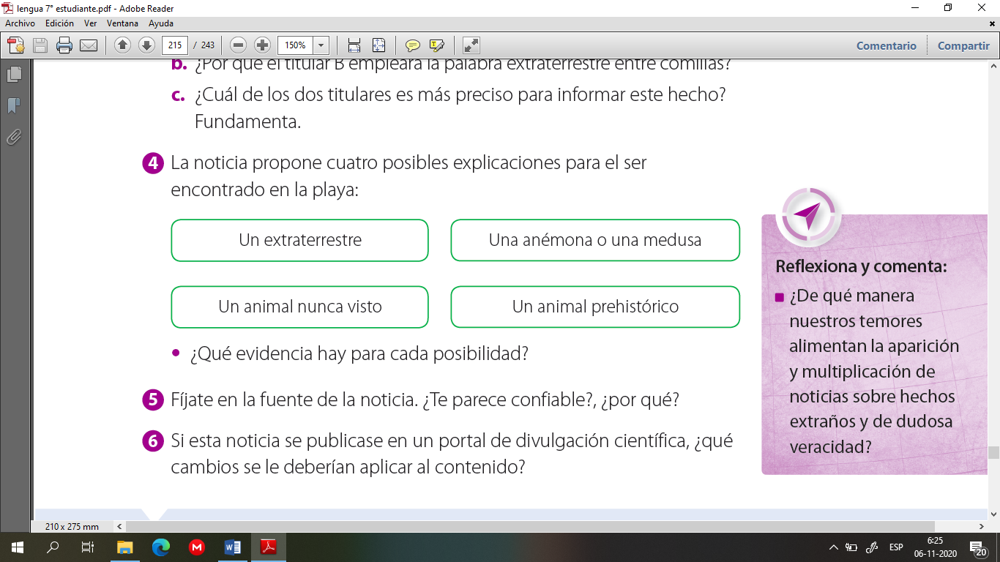 lengua 7° estudiante.pdf - Adobe Reader
Archivo Edición Ver Ventana Ayuda
215 / 243 150% Comentario Compartir
b. ¿Por qué el titular B empleará la palabra extraterrestre entre comillas?
c. ¿Cuál de los dos titulares es más preciso para informar este hecho?
Fundamenta.
4 La noticia propone cuatro posibles explicaciones para el ser
encontrado en la playa:
Un extraterrestre
Una anémona o una medusa
Un animal nunca visto
Un animal prehistórico
• ¿Qué evidencia hay para cada posibilidad?
5 Fíjate en la fuente de la noticia. ¿Te parece confiable?, ¿por qué?
6 Si esta noticia se publicase en un portal de divulgación científica, ¿qué
cambios se le deberían aplicar al contenido?
Reflexiona y comenta:
¿De qué manera
nuestros temores
alimentan la aparición
y multiplicación de
noticias sobre hechos
extraños y de dudosa
veracidad?
210 x 275 mm
ESP
6:25
06-11-2020
20